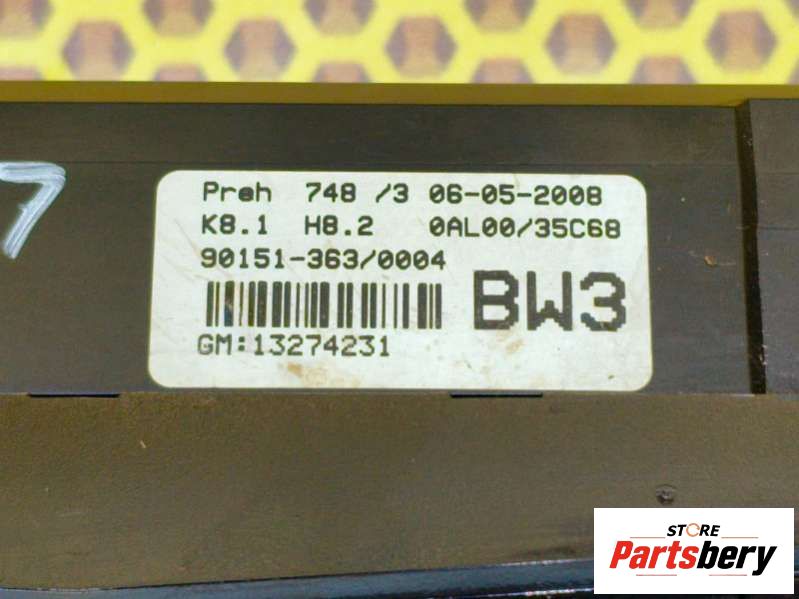 7
Preh 748 /3 06-05-2008
K8.1 H8.2 0AL00/35C68
90151-363/0004
BW3
GM:13274231
STORE
Partsbery